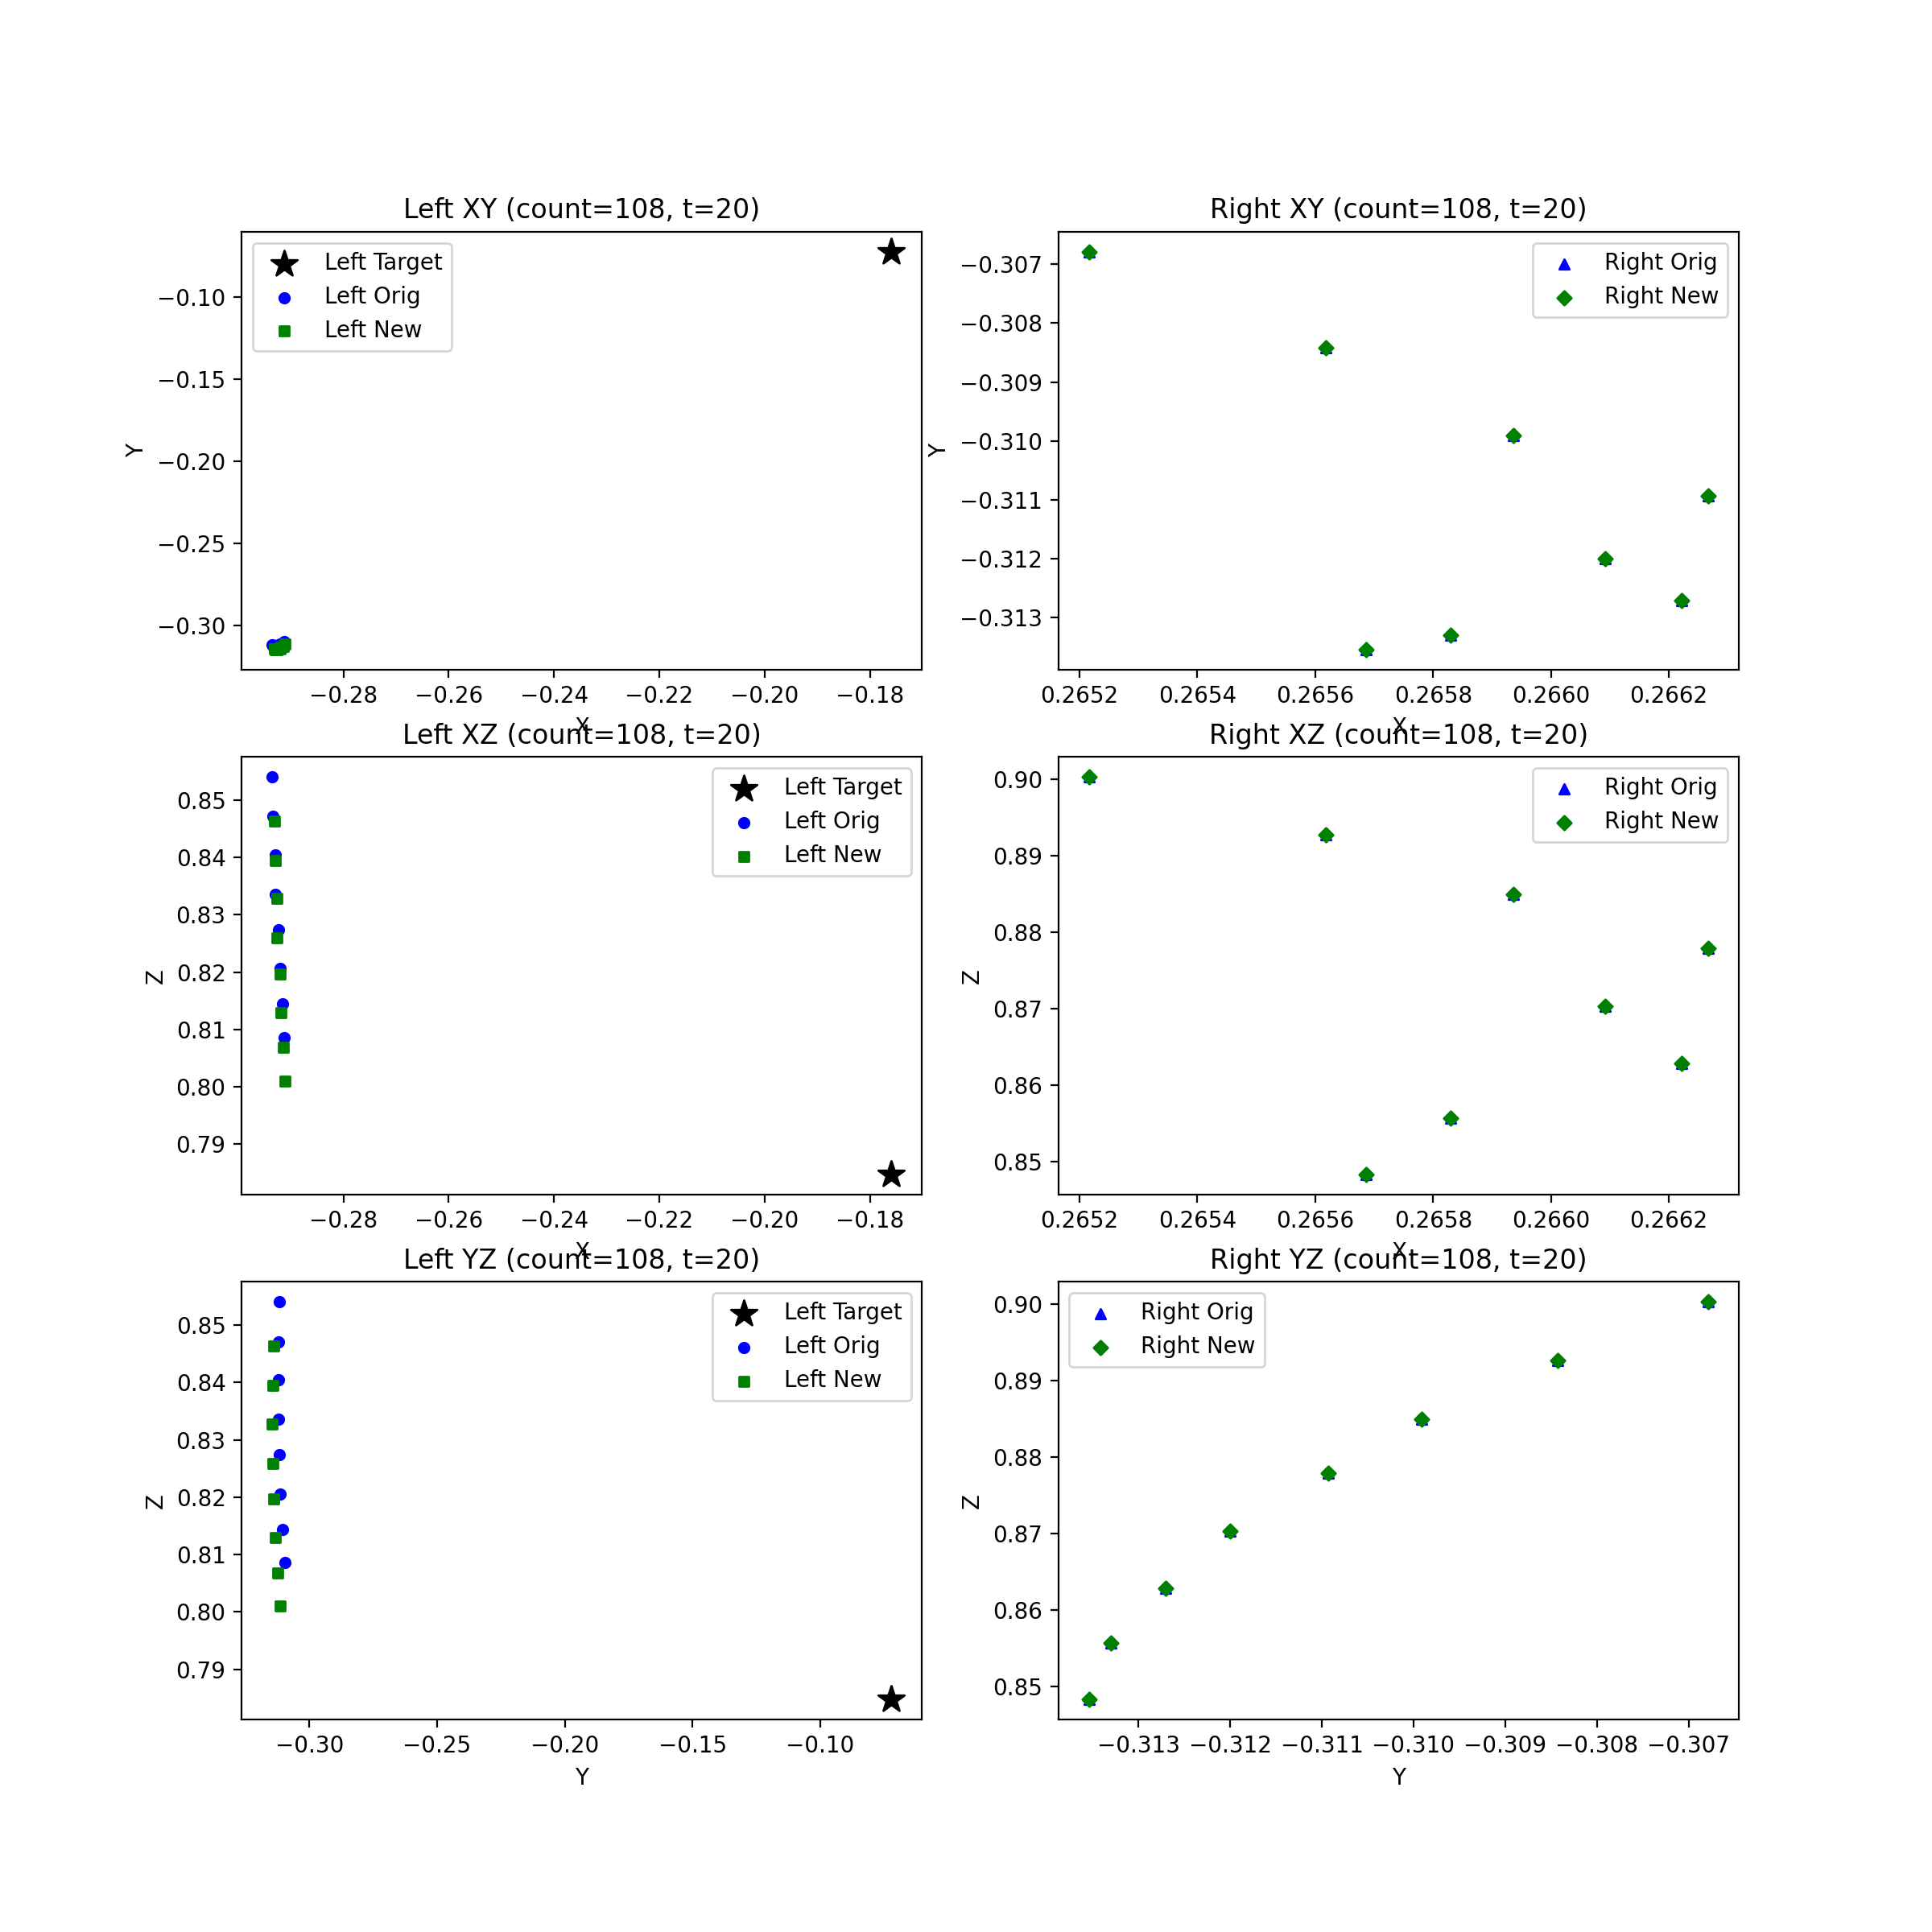 Left XY (count=108, t=20)
Left Target
Left Orig
Left New
−0.10
−0.15
−0.20
−0.25
−0.30
Y
−0.28
−0.26
−0.24
−0.22
−0.20
−0.18
X
Right XY (count=108, t=20)
Right Orig
Right New
−0.307
−0.308
−0.309
−0.310
−0.311
−0.312
−0.313
Y
0.2652
0.2654
0.2656
0.2658
0.2660
0.2662
X
Left XZ (count=108, t=20)
Left Target
Left Orig
Left New
0.85
0.84
0.83
0.82
0.81
0.80
0.79
Z
−0.28
−0.26
−0.24
−0.22
−0.20
−0.18
X
Right XZ (count=108, t=20)
Right Orig
Right New
0.90
0.89
0.88
0.87
0.86
0.85
Z
0.2652
0.2654
0.2656
0.2658
0.2660
0.2662
X
Left YZ (count=108, t=20)
Left Target
Left Orig
Left New
0.85
0.84
0.83
0.82
0.81
0.80
0.79
Z
−0.30
−0.25
−0.20
−0.15
−0.10
Y
Right YZ (count=108, t=20)
Right Orig
Right New
0.90
0.89
0.88
0.87
0.86
0.85
Z
−0.313
−0.312
−0.311
−0.310
−0.309
−0.308
−0.307
Y